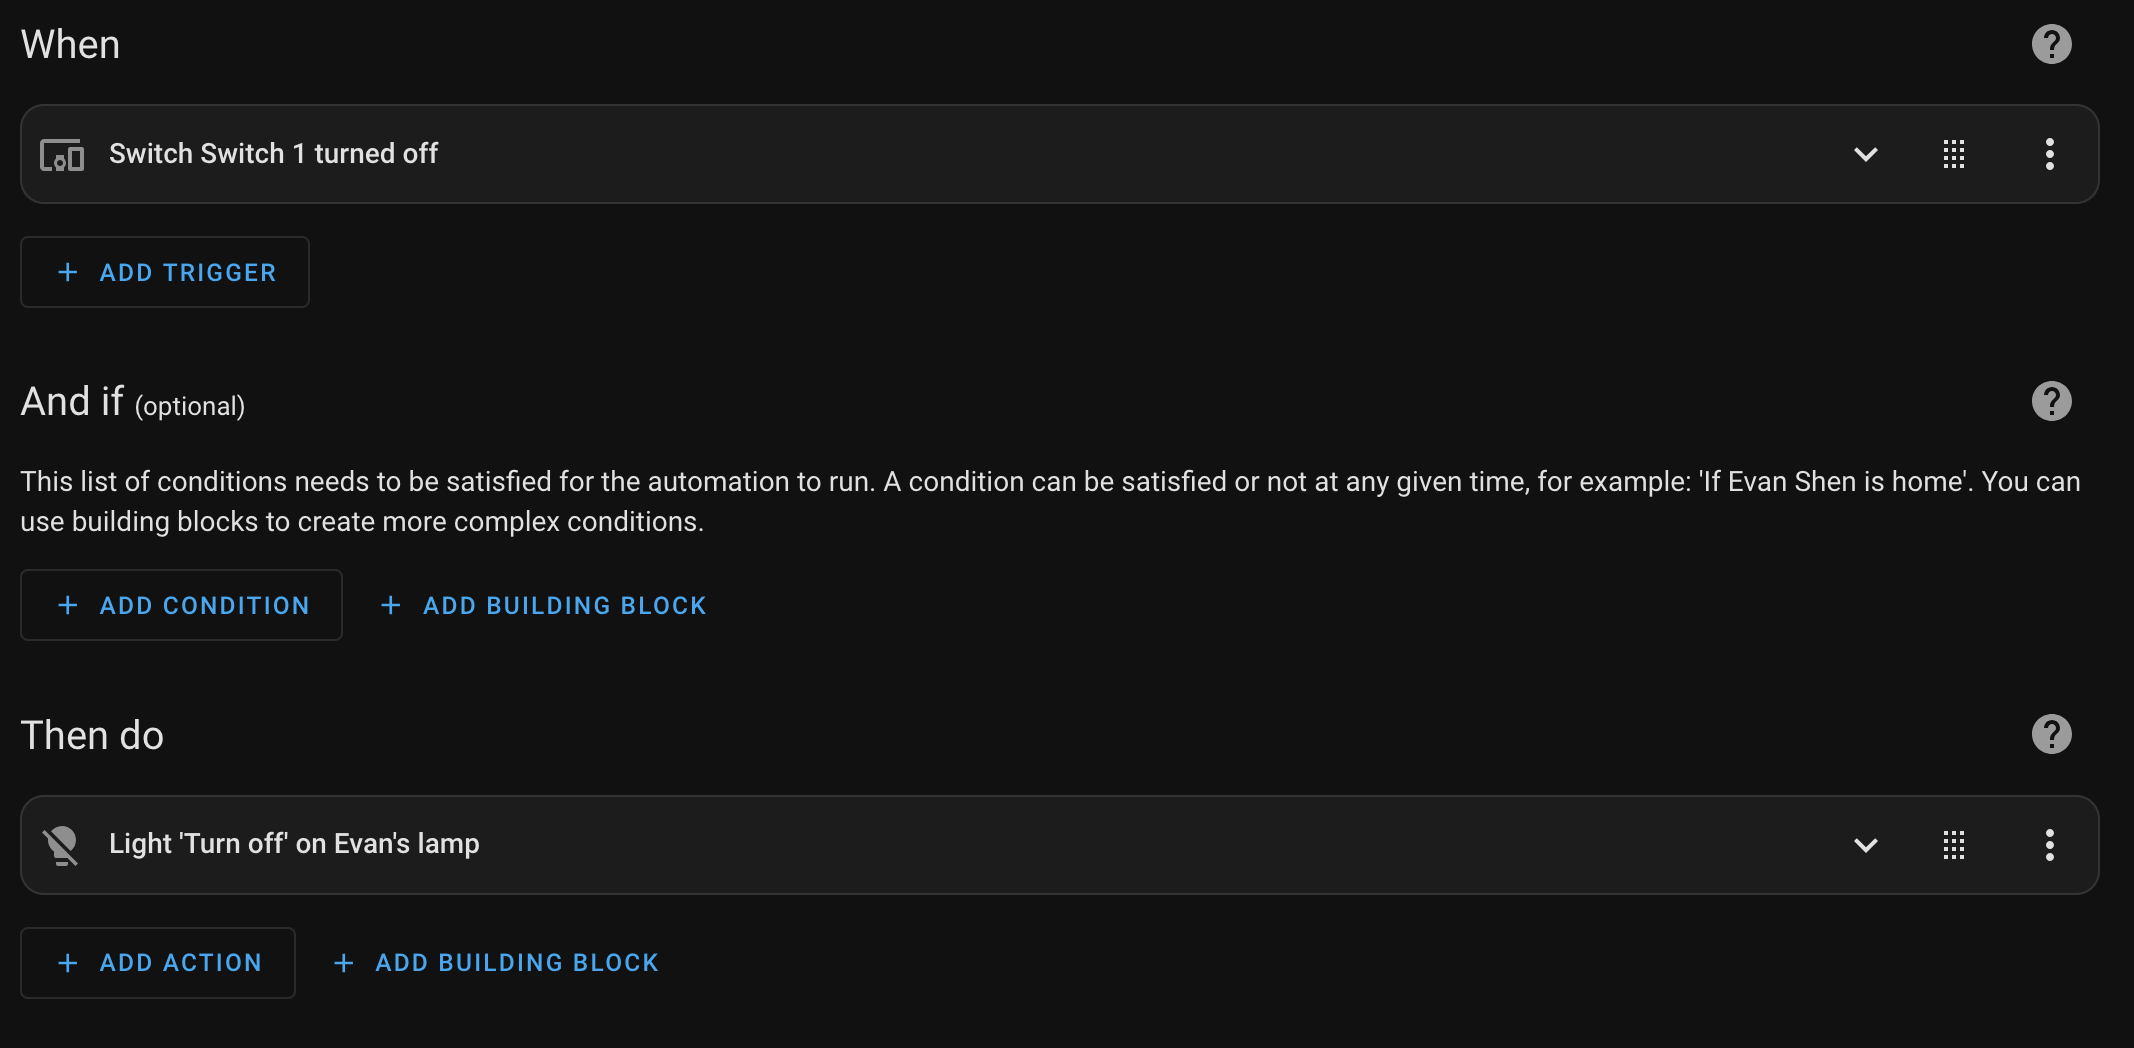 When
Switch Switch 1 turned off
+ ADD TRIGGER
And if (optional)
This list of conditions needs to be satisfied for the automation to run. A condition can be satisfied or not at any given time, for example: 'If Evan Shen is home'. You can
use building blocks to create more complex conditions.
+ ADD CONDITION + ADD BUILDING BLOCK
Then do
Light 'Turn off' on Evan's lamp
+ ADD ACTION + ADD BUILDING BLOCK